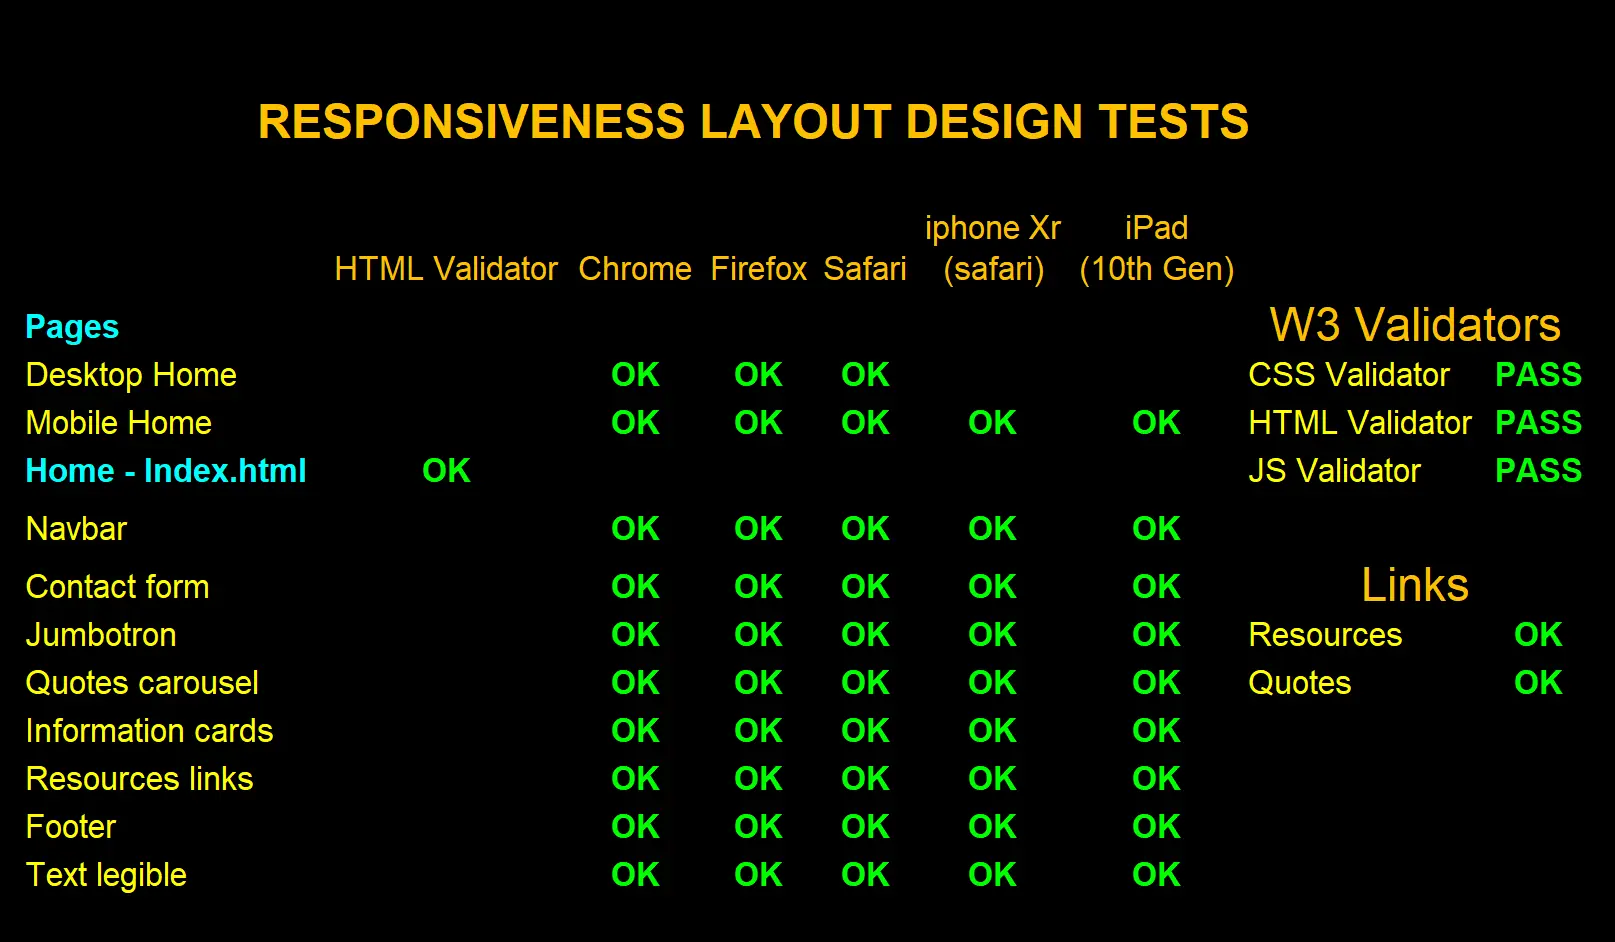 RESPONSIVENESS LAYOUT DESIGN TESTS
iphone Xr iPad
HTML Validator Chrome Firefox Safari (safari) (10th Gen)
Pages W3 Validators
Desktop Home OK OK OK CSS Validator PASS
Mobile Home OK OK OK OK OK HTML Validator PASS
Home - Index.html OK JS Validator PASS
Navbar OK OK OK OK OK
Contact form OK OK OK OK OK Links
Jumbotron OK OK OK OK OK Resources OK
Quotes carousel OK OK OK OK OK Quotes OK
Information cards OK OK OK OK OK
Resources links OK OK OK OK OK
Footer OK OK OK OK OK
Text legible OK OK OK OK OK